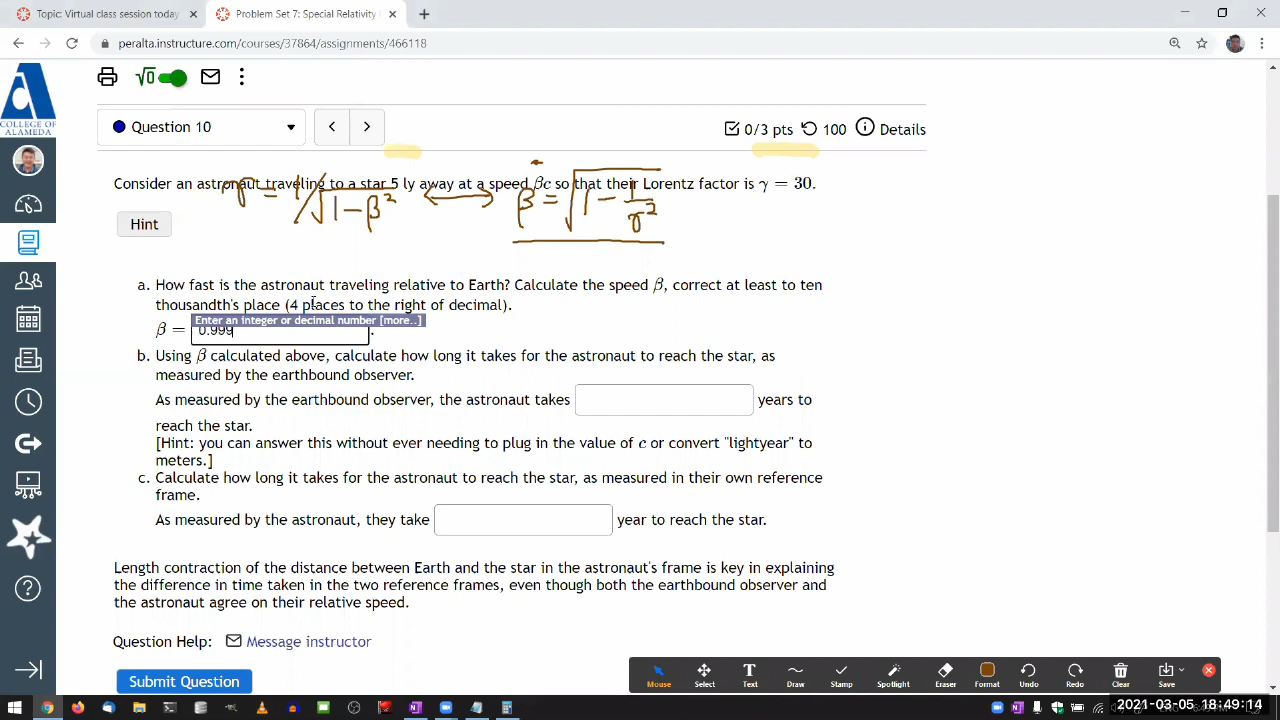 Topic: Virtual class session today
Problem Set 7: Special Relativity
peralta.instructure.com/courses/37864/assignments/466118
COLLEGE OF
ALAMEDA
√0
Question 10
0/3 pts 100 Details
Consider an astronaut traveling to a star 5 ly away at a speed βc so that their Lorentz factor is γ = 30.
γ = 1/√1-β² ↔ β = √1 - 1/γ²
Hint
a. How fast is the astronaut traveling relative to Earth? Calculate the speed β, correct at least to ten
thousandth's place (4 places to the right of decimal).
Enter an integer or decimal number [more..]
β = 0.999 .
b. Using β calculated above, calculate how long it takes for the astronaut to reach the star, as
measured by the earthbound observer.
As measured by the earthbound observer, the astronaut takes years to
reach the star.
[Hint: you can answer this without ever needing to plug in the value of c or convert "lightyear" to
meters.]
c. Calculate how long it takes for the astronaut to reach the star, as measured in their own reference
frame.
As measured by the astronaut, they take year to reach the star.
Length contraction of the distance between Earth and the star in the astronaut's frame is key in explaining
the difference in time taken in the two reference frames, even though both the earthbound observer and
the astronaut agree on their relative speed.
Question Help: Message instructor
Submit Question
Mouse Select Text Draw Stamp Spotlight Eraser Format Undo Redo Clear Save
2021-03-05 18:49:14